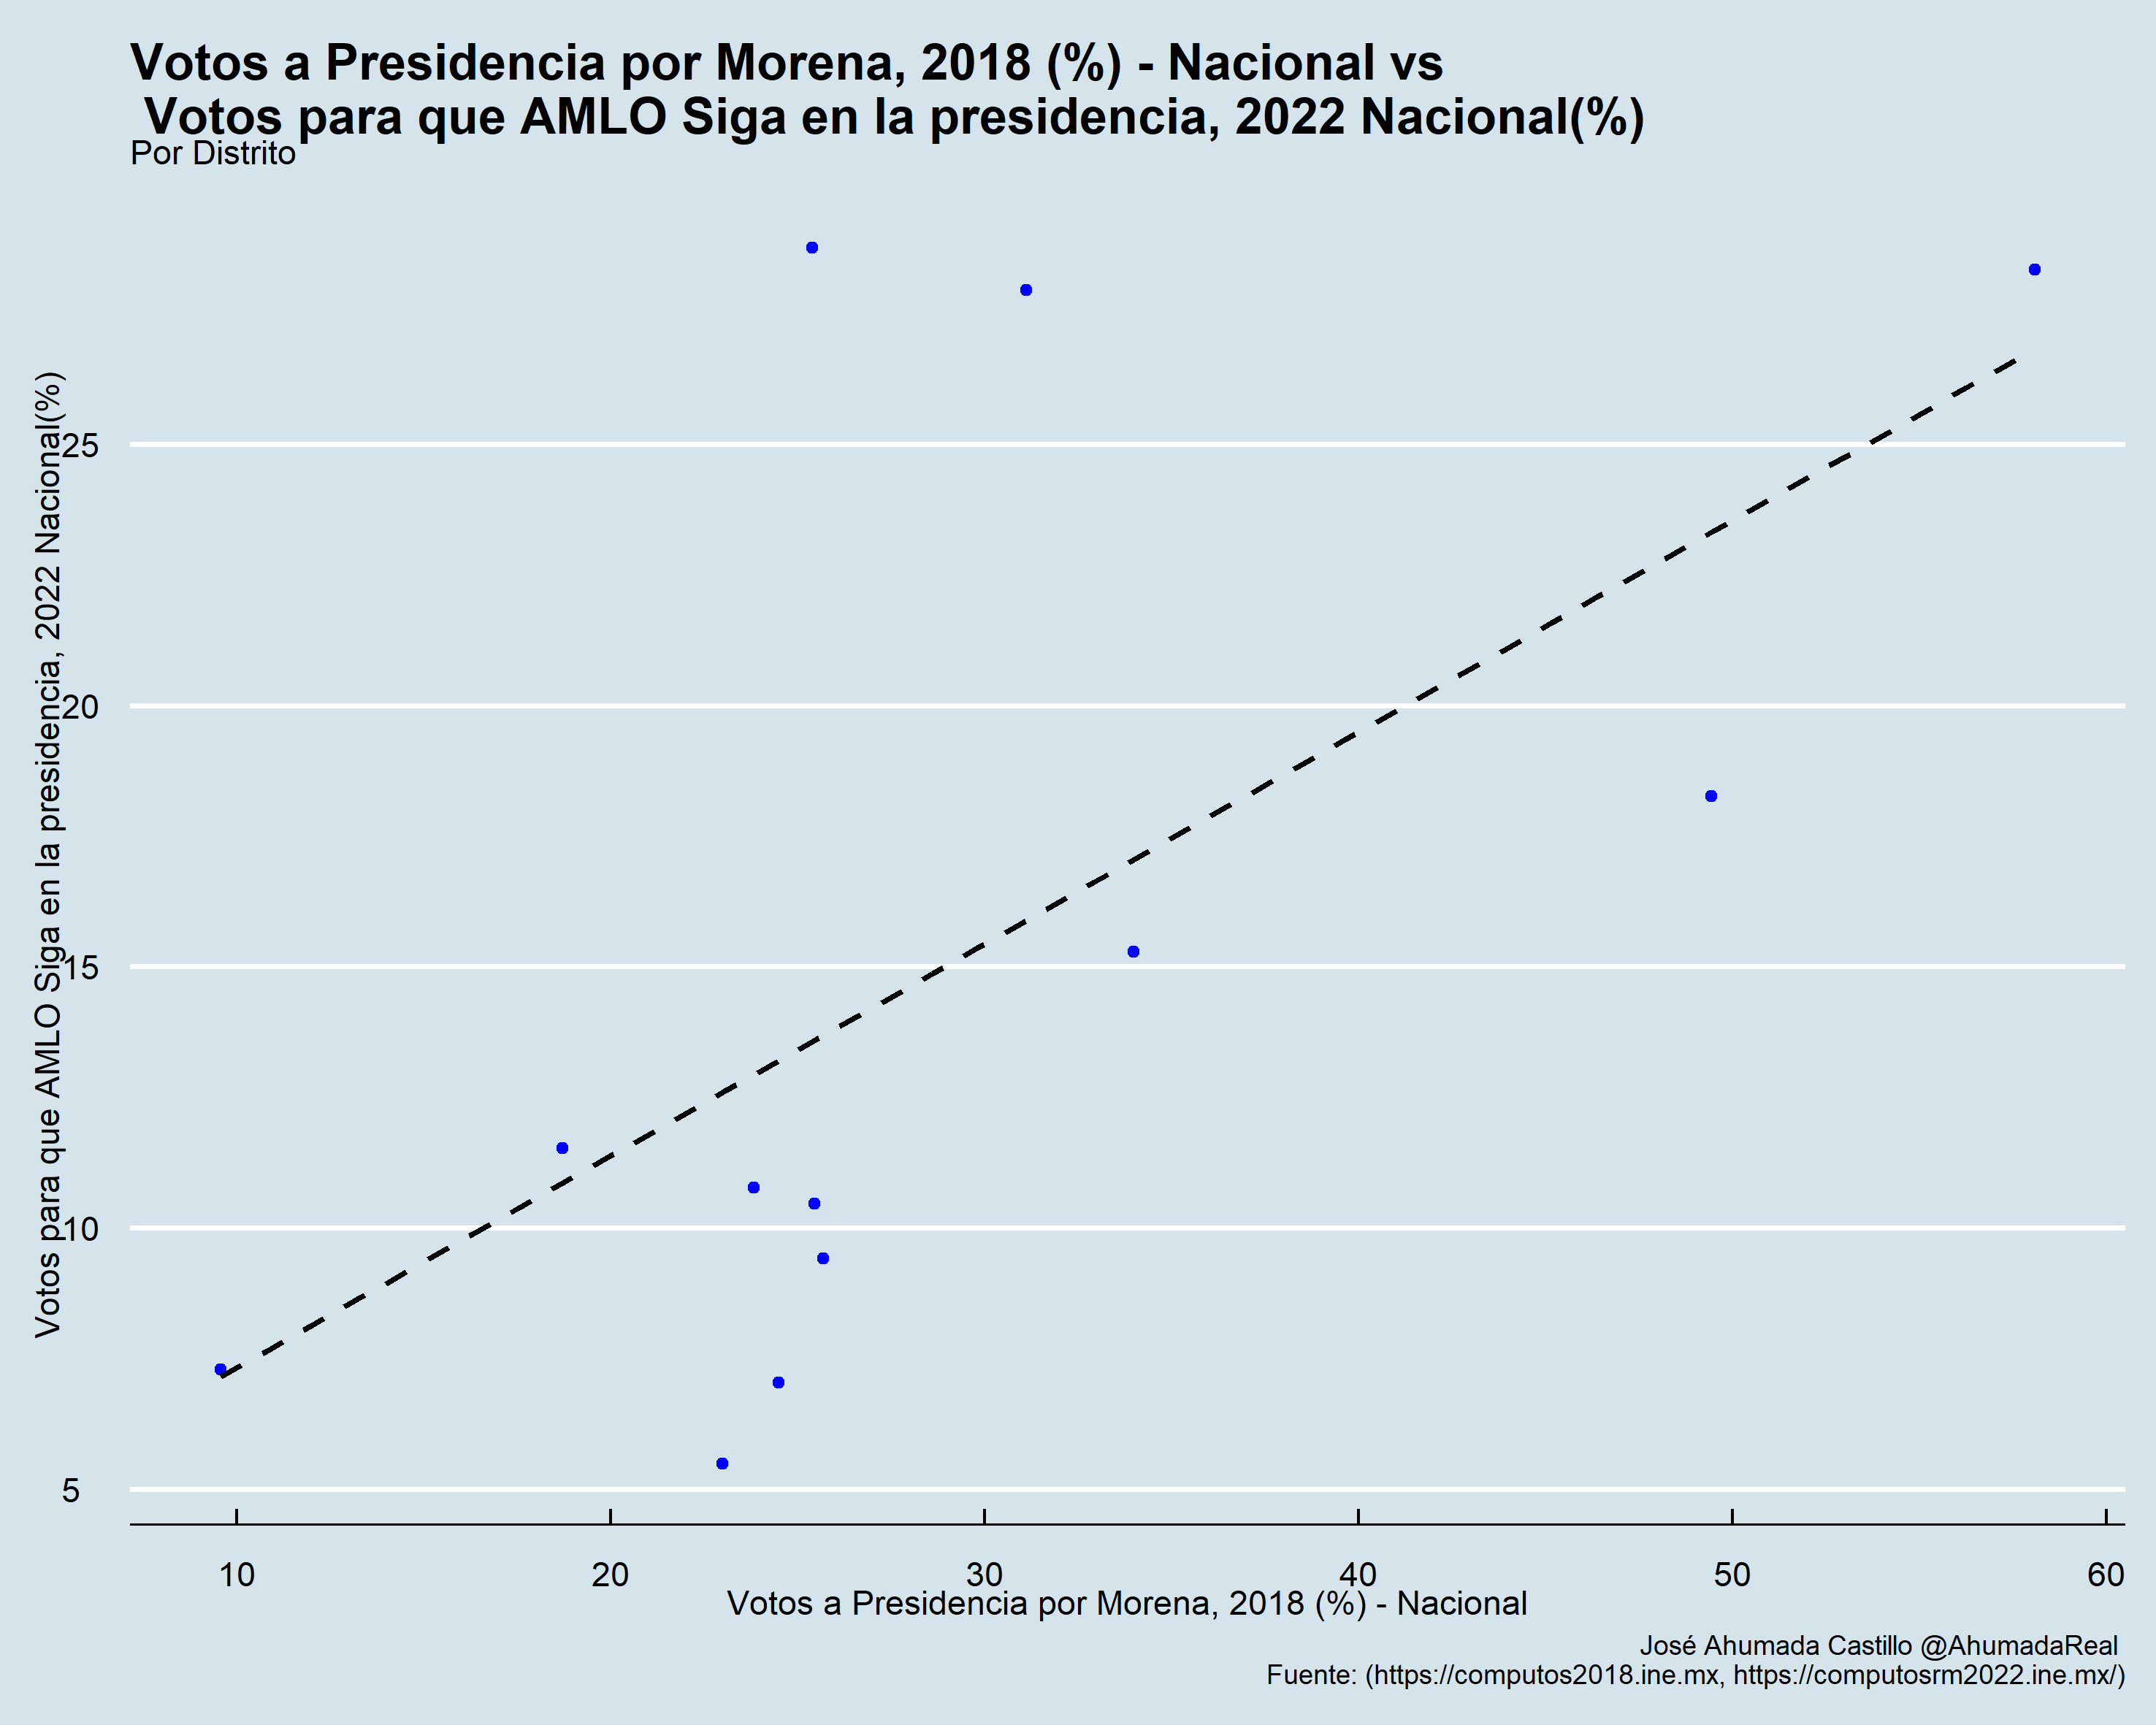 Votos a Presidencia por Morena, 2018 (%) - Nacional vs
Votos para que AMLO Siga en la presidencia, 2022 Nacional(%)
Por Distrito
Votos para que AMLO Siga en la presidencia, 2022 Nacional(%)
25
20
15
10
5
10 20 30 40 50 60
Votos a Presidencia por Morena, 2018 (%) - Nacional
José Ahumada Castillo @AhumadaReal
Fuente: (https://computos2018.ine.mx, https://computosrm2022.ine.mx/)